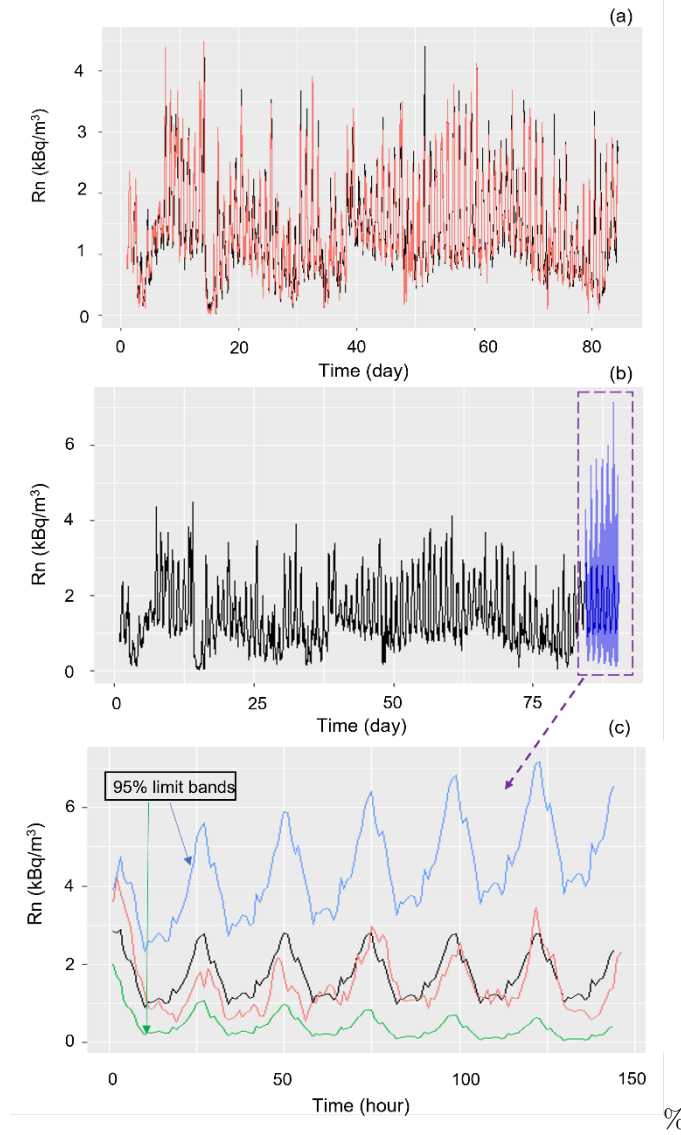 (a)
4
3
2
1
0
Rn (kBq/m³)
0 20 40 60 80
Time (day)
(b)
6
4
2
0
Rn (kBq/m³)
0 25 50 75
Time (day)
(c)
95% limit bands
6
4
2
0
Rn (kBq/m³)
0 50 100 150
Time (hour)
%